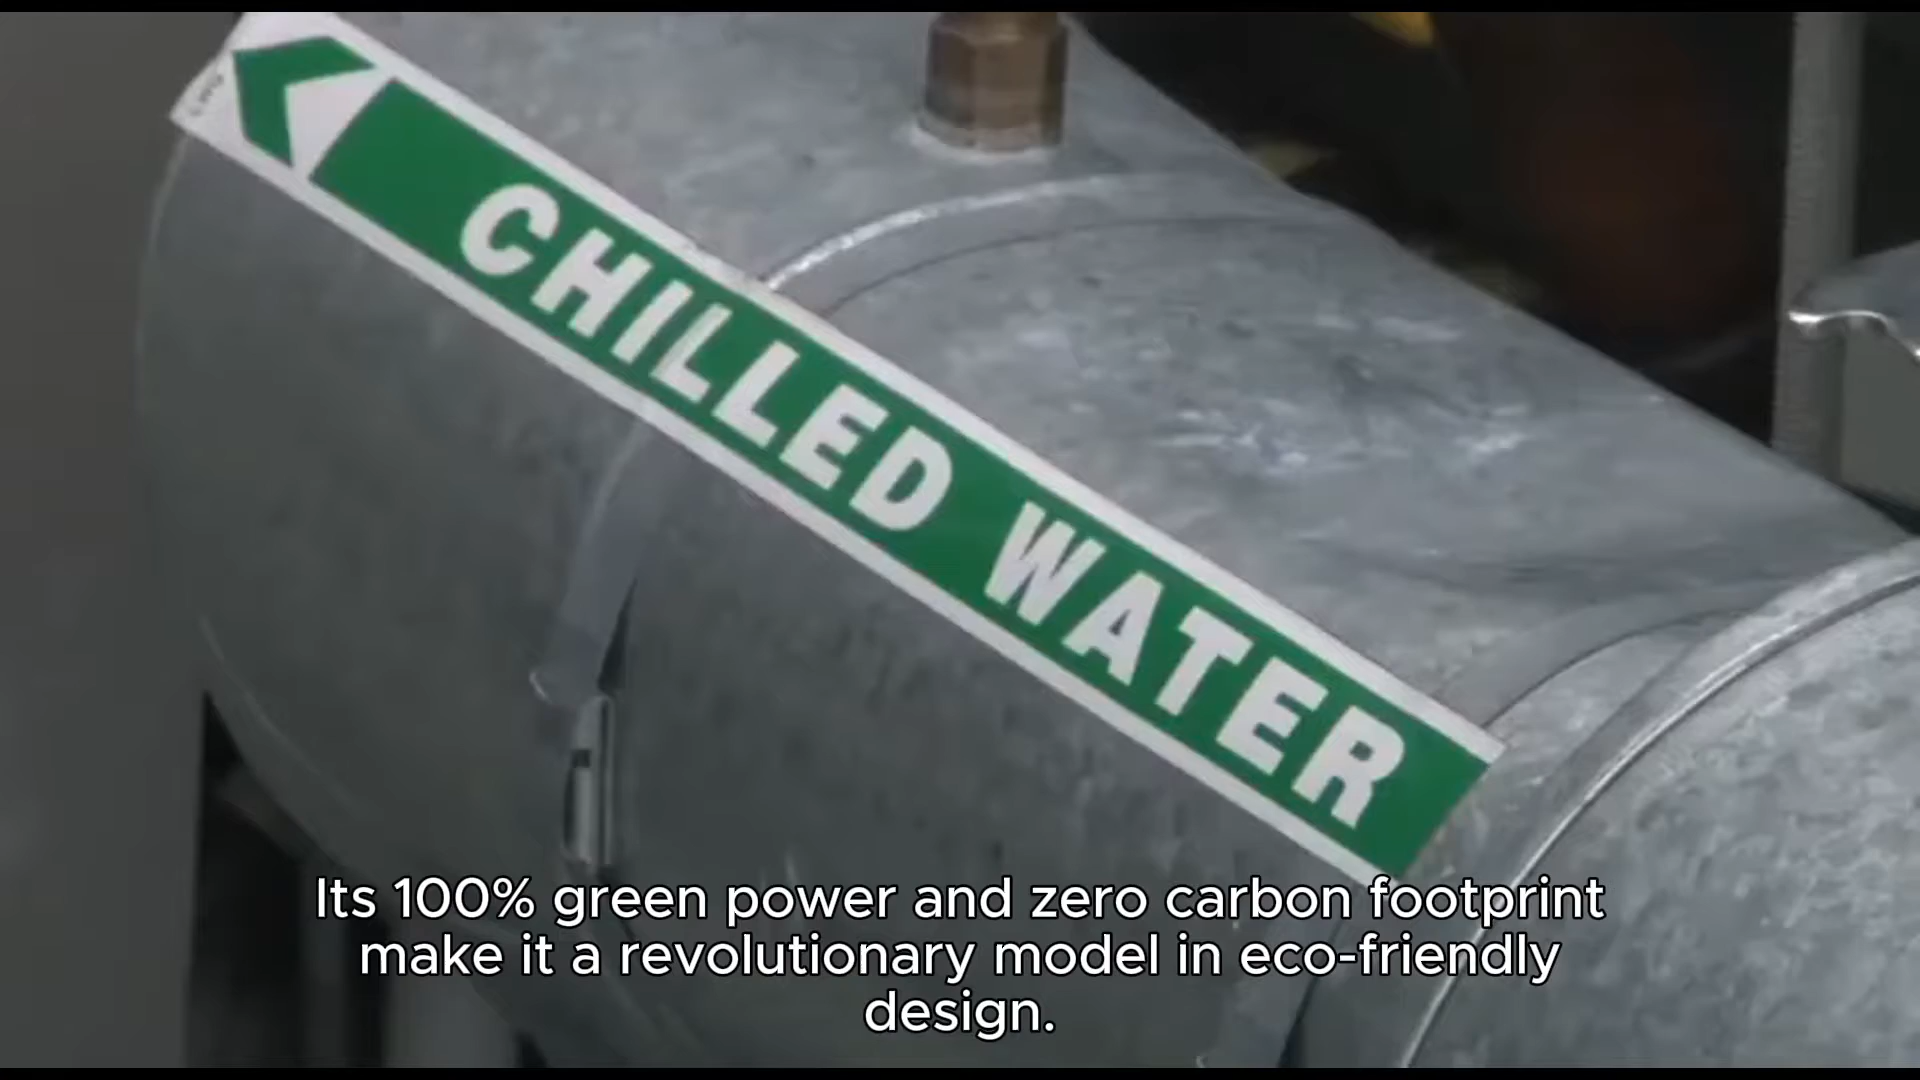 CHILLED WATER
Its 100% green power and zero carbon footprint
make it a revolutionary model in eco-friendly
design.